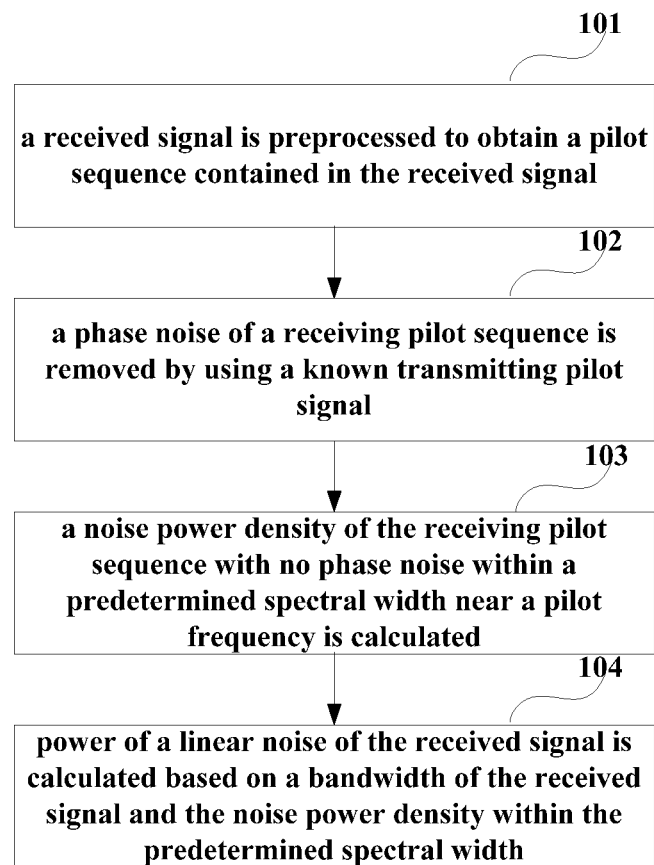 101
a received signal is preprocessed to obtain a pilot
sequence contained in the received signal
102
a phase noise of a receiving pilot sequence is
removed by using a known transmitting pilot
signal
103
a noise power density of the receiving pilot
sequence with no phase noise within a
predetermined spectral width near a pilot
frequency is calculated
104
power of a linear noise of the received signal is
calculated based on a bandwidth of the received
signal and the noise power density within the
predetermined spectral width